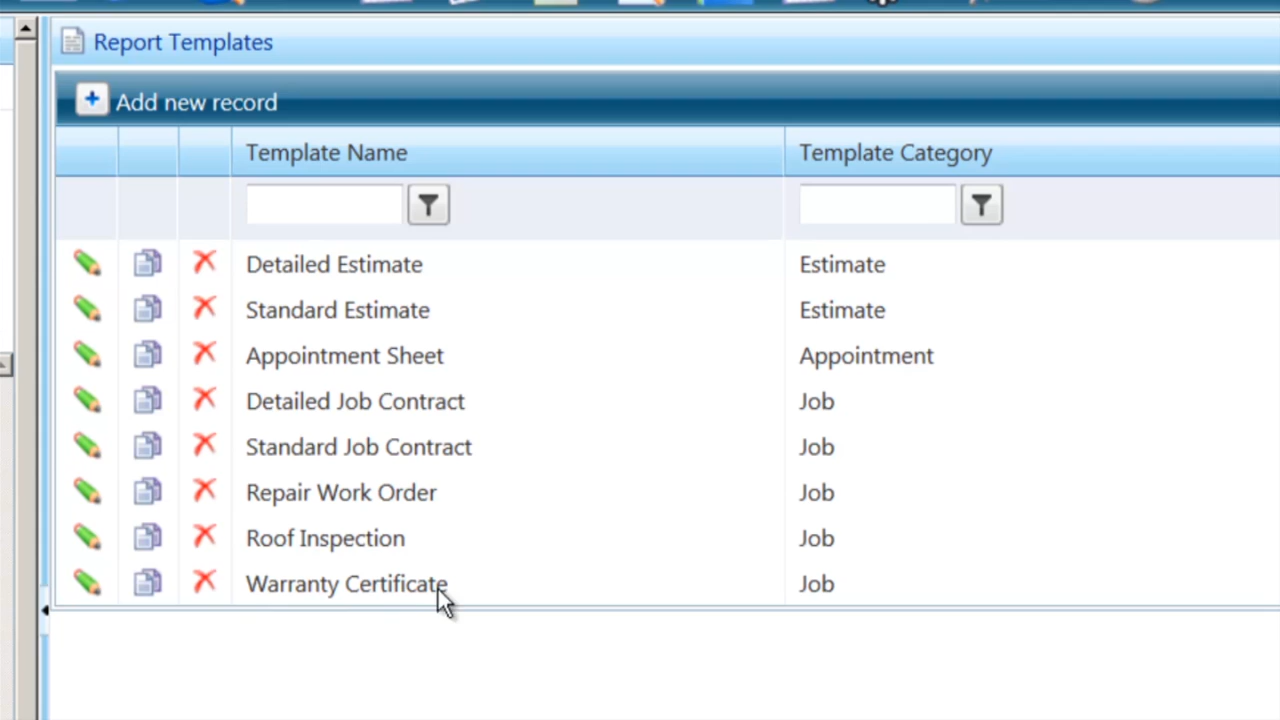 Report Templates
Add new record
Template Name Template Category
Detailed Estimate Estimate
Standard Estimate Estimate
Appointment Sheet Appointment
Detailed Job Contract Job
Standard Job Contract Job
Repair Work Order Job
Roof Inspection Job
Warranty Certificate Job